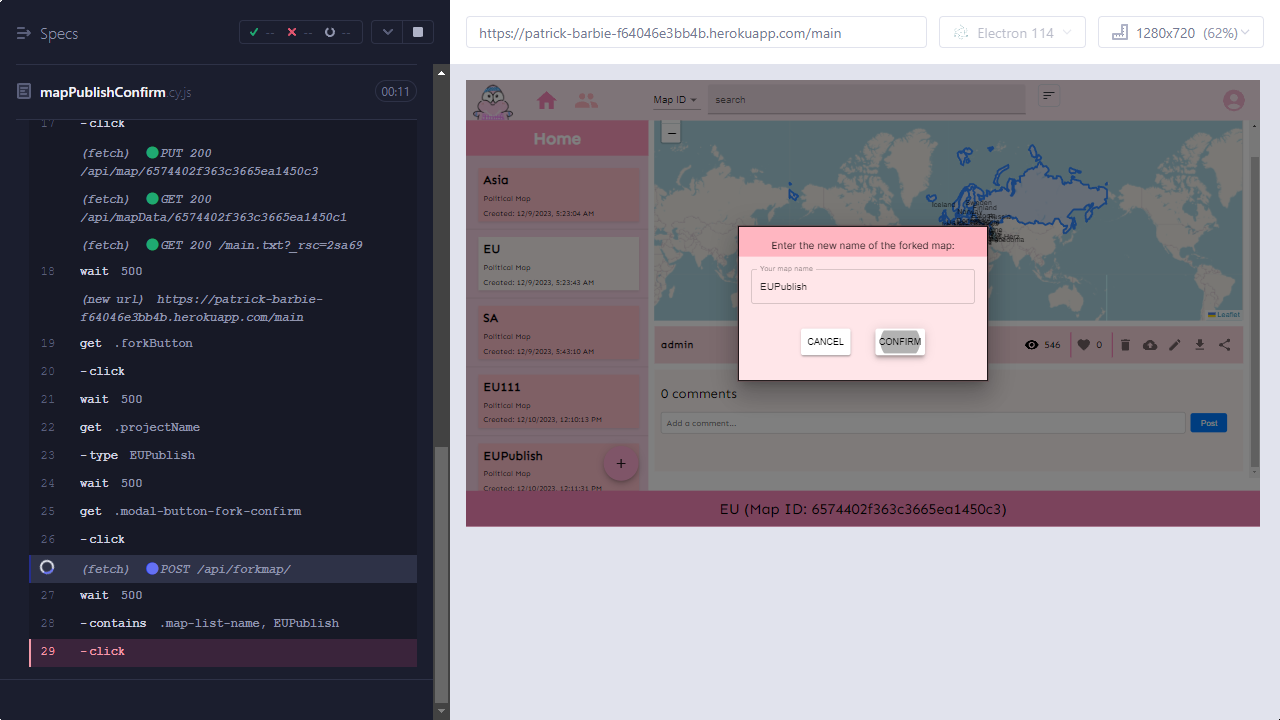 Specs
--
--
--
mapPublishConfirm.cy.js
00:11
17 -click
(fetch) PUT 200
/api/map/6574402f363c3665ea1450c3
(fetch) GET 200
/api/mapData/6574402f363c3665ea1450c1
(fetch) GET 200 /main.txt?_rsc=2sa69
18 wait 500
(new url) https://patrick-barbie-
f64046e3bb4b.herokuapp.com/main
19 get .forkButton
20 -click
21 wait 500
22 get .projectName
23 -type EUPublish
24 wait 500
25 get .modal-button-fork-confirm
26 -click
(fetch) POST /api/forkmap/
27 wait 500
28 -contains .map-list-name, EUPublish
29 -click
https://patrick-barbie-f64046e3bb4b.herokuapp.com/main
Electron 114
1280x720 (62%)
Map ID
search
Home
Asia
Political Map
Created: 12/9/2023, 5:23:04 AM
EU
Political Map
Created: 12/9/2023, 5:23:43 AM
SA
Political Map
Created: 12/9/2023, 5:43:10 AM
EU111
Political Map
Created: 12/10/2023, 12:10:13 PM
EUPublish
Political Map
Created: 12/10/2023, 12:11:31 PM
+
−
Iceland
Sweden
Leaflet
Enter the new name of the forked map:
Your map name
EUPublish
CANCEL
CONFIRM
admin
546
0
0 comments
Add a comment...
Post
EU (Map ID: 6574402f363c3665ea1450c3)